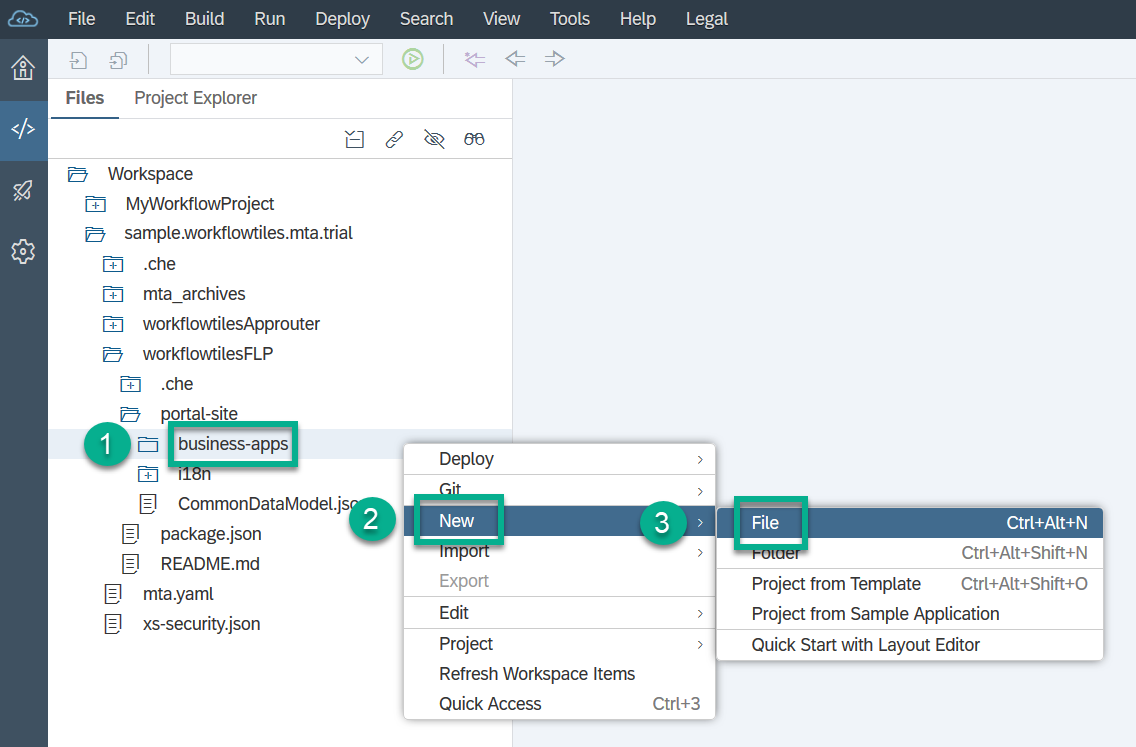 File Edit Build Run Deploy Search View Tools Help Legal
Files Project Explorer
Workspace
MyWorkflowProject
sample.workflowtiles.mta.trial
.che
mta_archives
workflowtilesApprouter
workflowtilesFLP
.che
portal-site
1 business-apps
i18n
CommonDataModel.jso
package.json
README.md
mta.yaml
xs-security.json
Deploy
Git
2 New
Import
Export
Edit
Project
Refresh Workspace Items
Quick Access Ctrl+3
3 File Ctrl+Alt+N
Folder Ctrl+Alt+Shift+N
Project from Template Ctrl+Alt+Shift+O
Project from Sample Application
Quick Start with Layout Editor